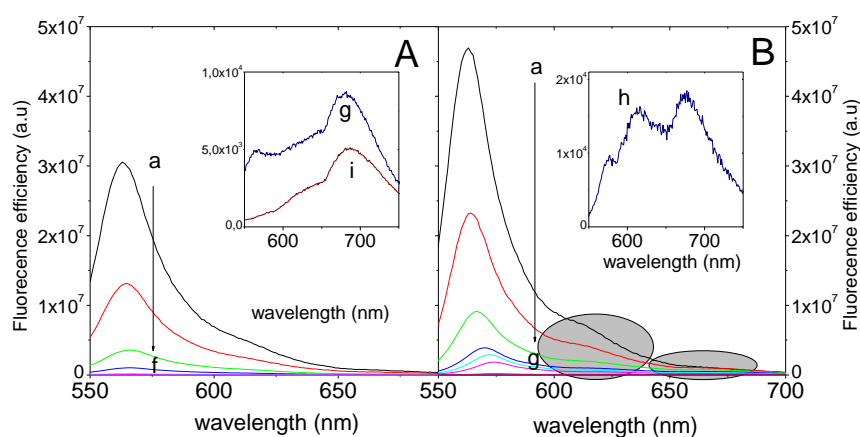 Fluorecence efficiency (a.u)
5x10⁷
4x10⁷
3x10⁷
2x10⁷
1x10⁷
0
550 600 650
wavelength (nm)
A
a
f
1,0x10⁴
5,0x10³
0,0
g
i
600 700
wavelength (nm)
B
a
g
2x10⁴
1x10⁴
h
600 700
wavelength (nm)
550 600 650 700
wavelength (nm)
5x10⁷
4x10⁷
3x10⁷
2x10⁷
1x10⁷
0
Fluorecence efficiency (a.u)